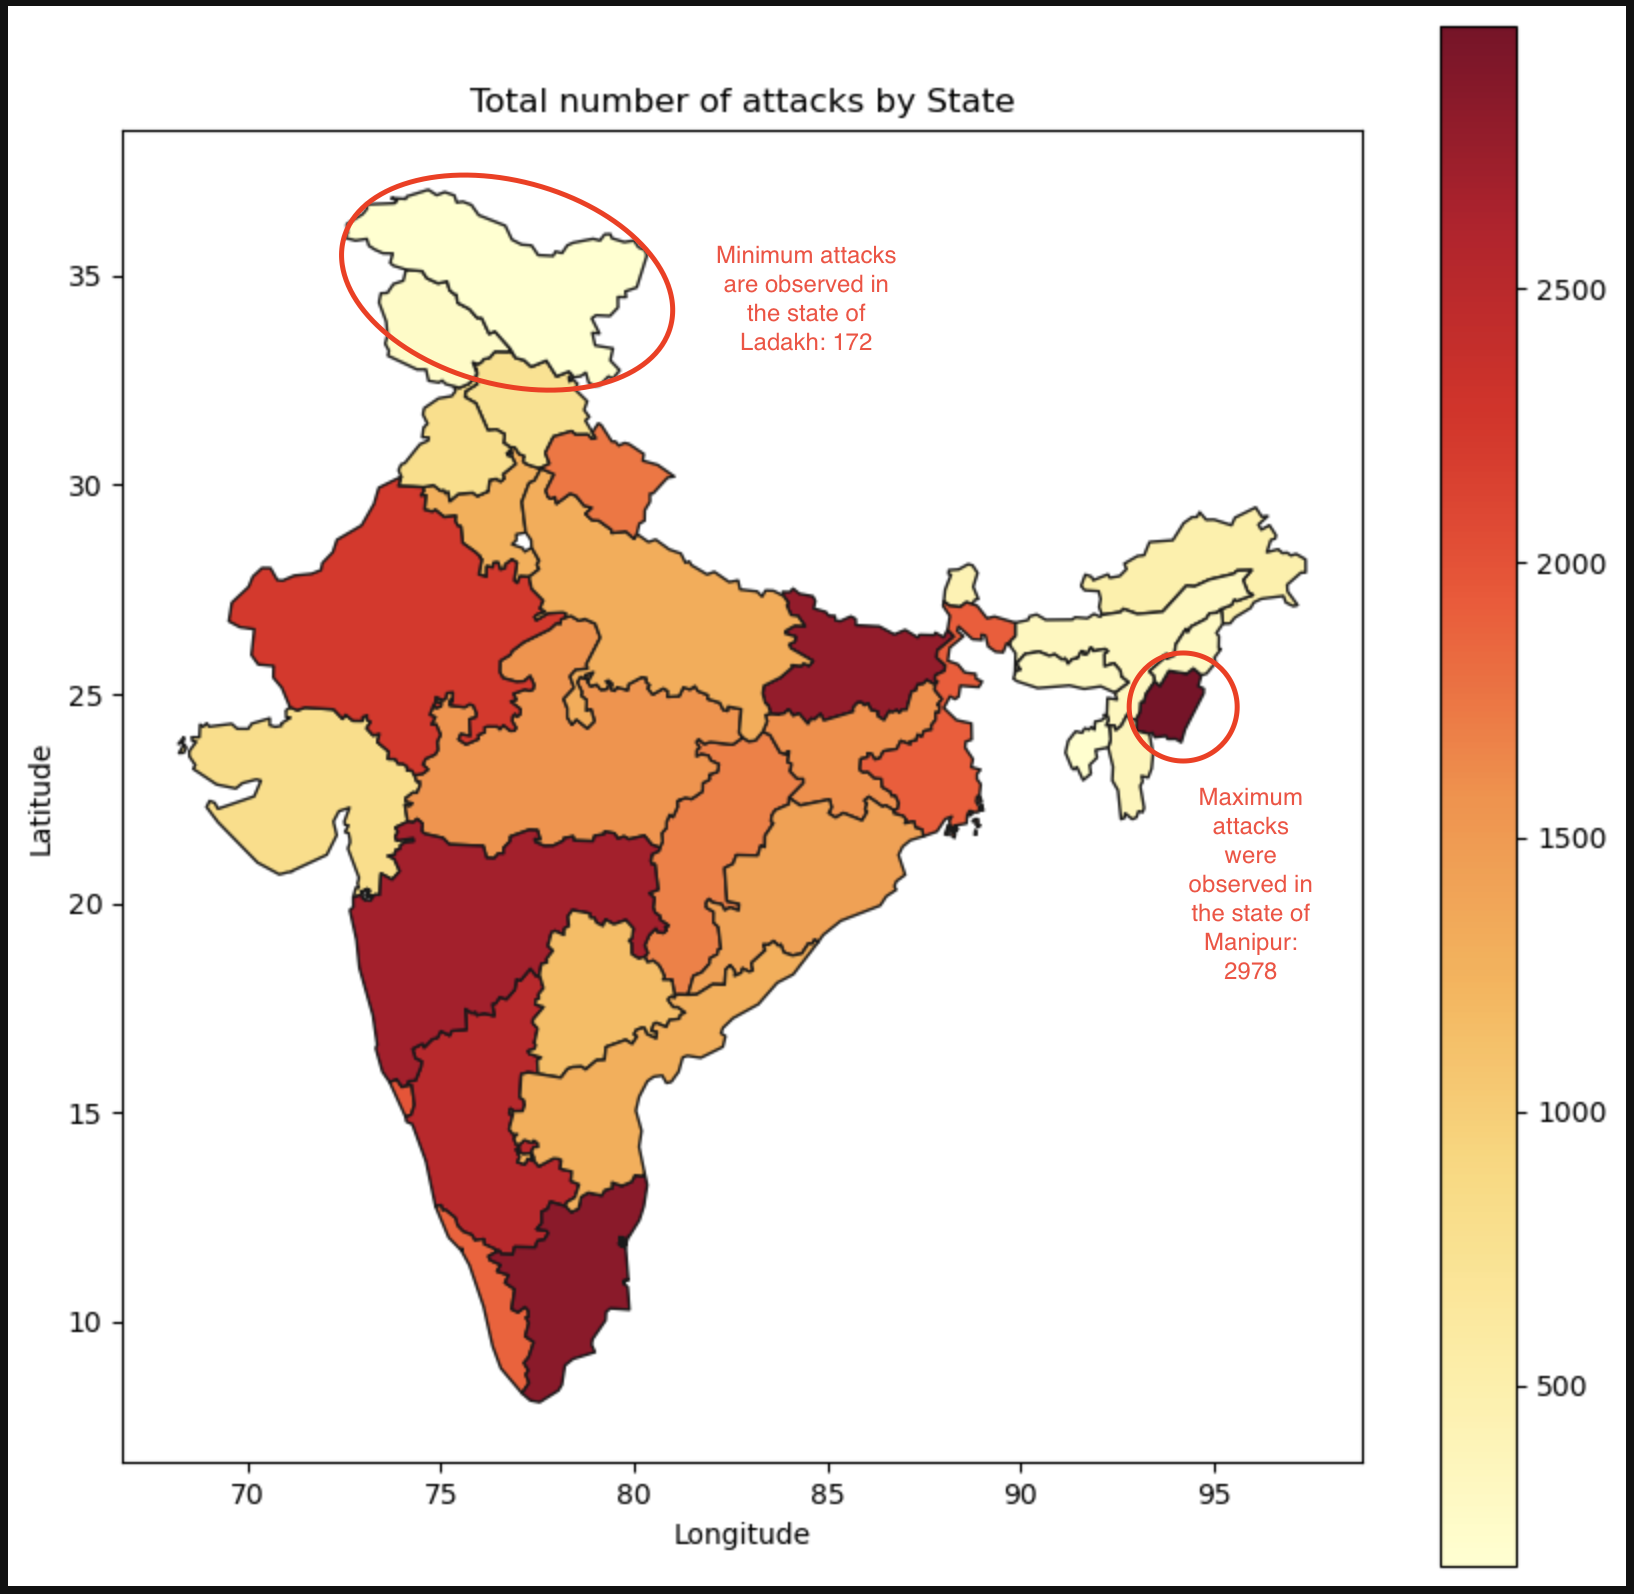 Total number of attacks by State
Minimum attacks
are observed in
the state of
Ladakh: 172
Maximum
attacks
were
observed in
the state of
Manipur:
2978
Latitude
35
30
25
20
15
10
70
75
80
85
90
95
Longitude
2500
2000
1500
1000
500